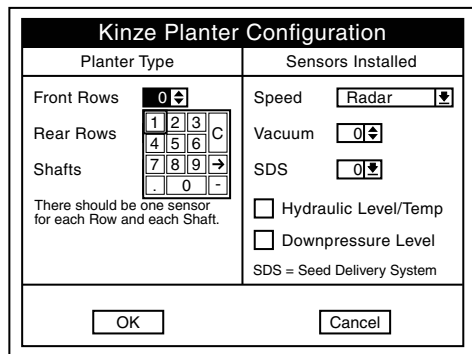 Kinze Planter Configuration
Planter Type
Front Rows 0
Rear Rows
Shafts
1 2 3 C
4 5 6
7 8 9 →
. 0 -
There should be one sensor
for each Row and each Shaft.
Sensors Installed
Speed Radar
Vacuum 0
SDS 0
Hydraulic Level/Temp
Downpressure Level
SDS = Seed Delivery System
OK
Cancel